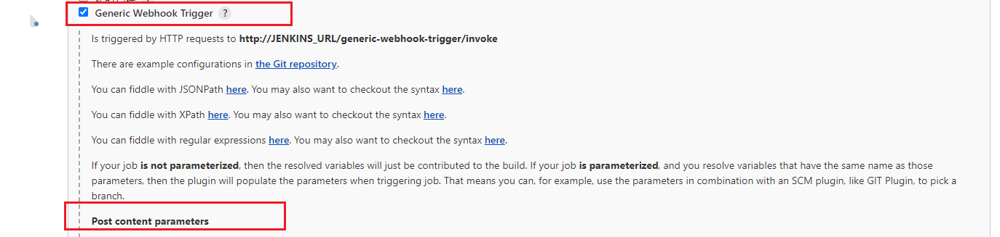 Generic Webhook Trigger ?
Is triggered by HTTP requests to http://JENKINS_URL/generic-webhook-trigger/invoke
There are example configurations in the Git repository.
You can fiddle with JSONPath here. You may also want to checkout the syntax here.
You can fiddle with XPath here. You may also want to checkout the syntax here.
You can fiddle with regular expressions here. You may also want to checkout the syntax here.
If your job is not parameterized, then the resolved variables will just be contributed to the build. If your job is parameterized, and you resolve variables that have the same name as those
parameters, then the plugin will populate the parameters when triggering job. That means you can, for example, use the parameters in combination with an SCM plugin, like GIT Plugin, to pick a
branch.
Post content parameters